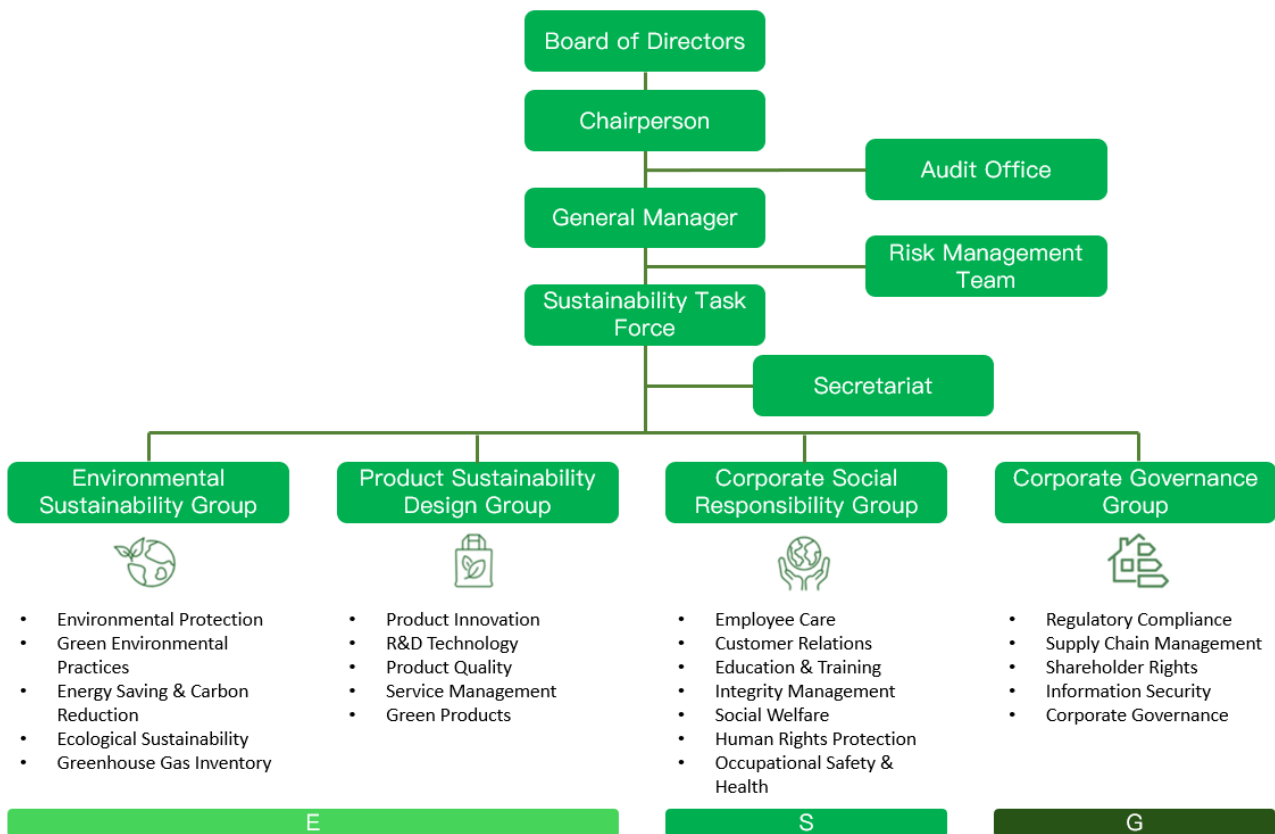 Board of Directors
Chairperson
Audit Office
General Manager
Risk Management
Team
Sustainability Task
Force
Secretariat
Environmental
Sustainability Group
Product Sustainability
Design Group
Corporate Social
Responsibility Group
Corporate Governance
Group
• Environmental Protection
• Green Environmental
Practices
• Energy Saving & Carbon
Reduction
• Ecological Sustainability
• Greenhouse Gas Inventory
• Product Innovation
• R&D Technology
• Product Quality
• Service Management
• Green Products
• Employee Care
• Customer Relations
• Education & Training
• Integrity Management
• Social Welfare
• Human Rights Protection
• Occupational Safety &
Health
• Regulatory Compliance
• Supply Chain Management
• Shareholder Rights
• Information Security
• Corporate Governance
E
S
G